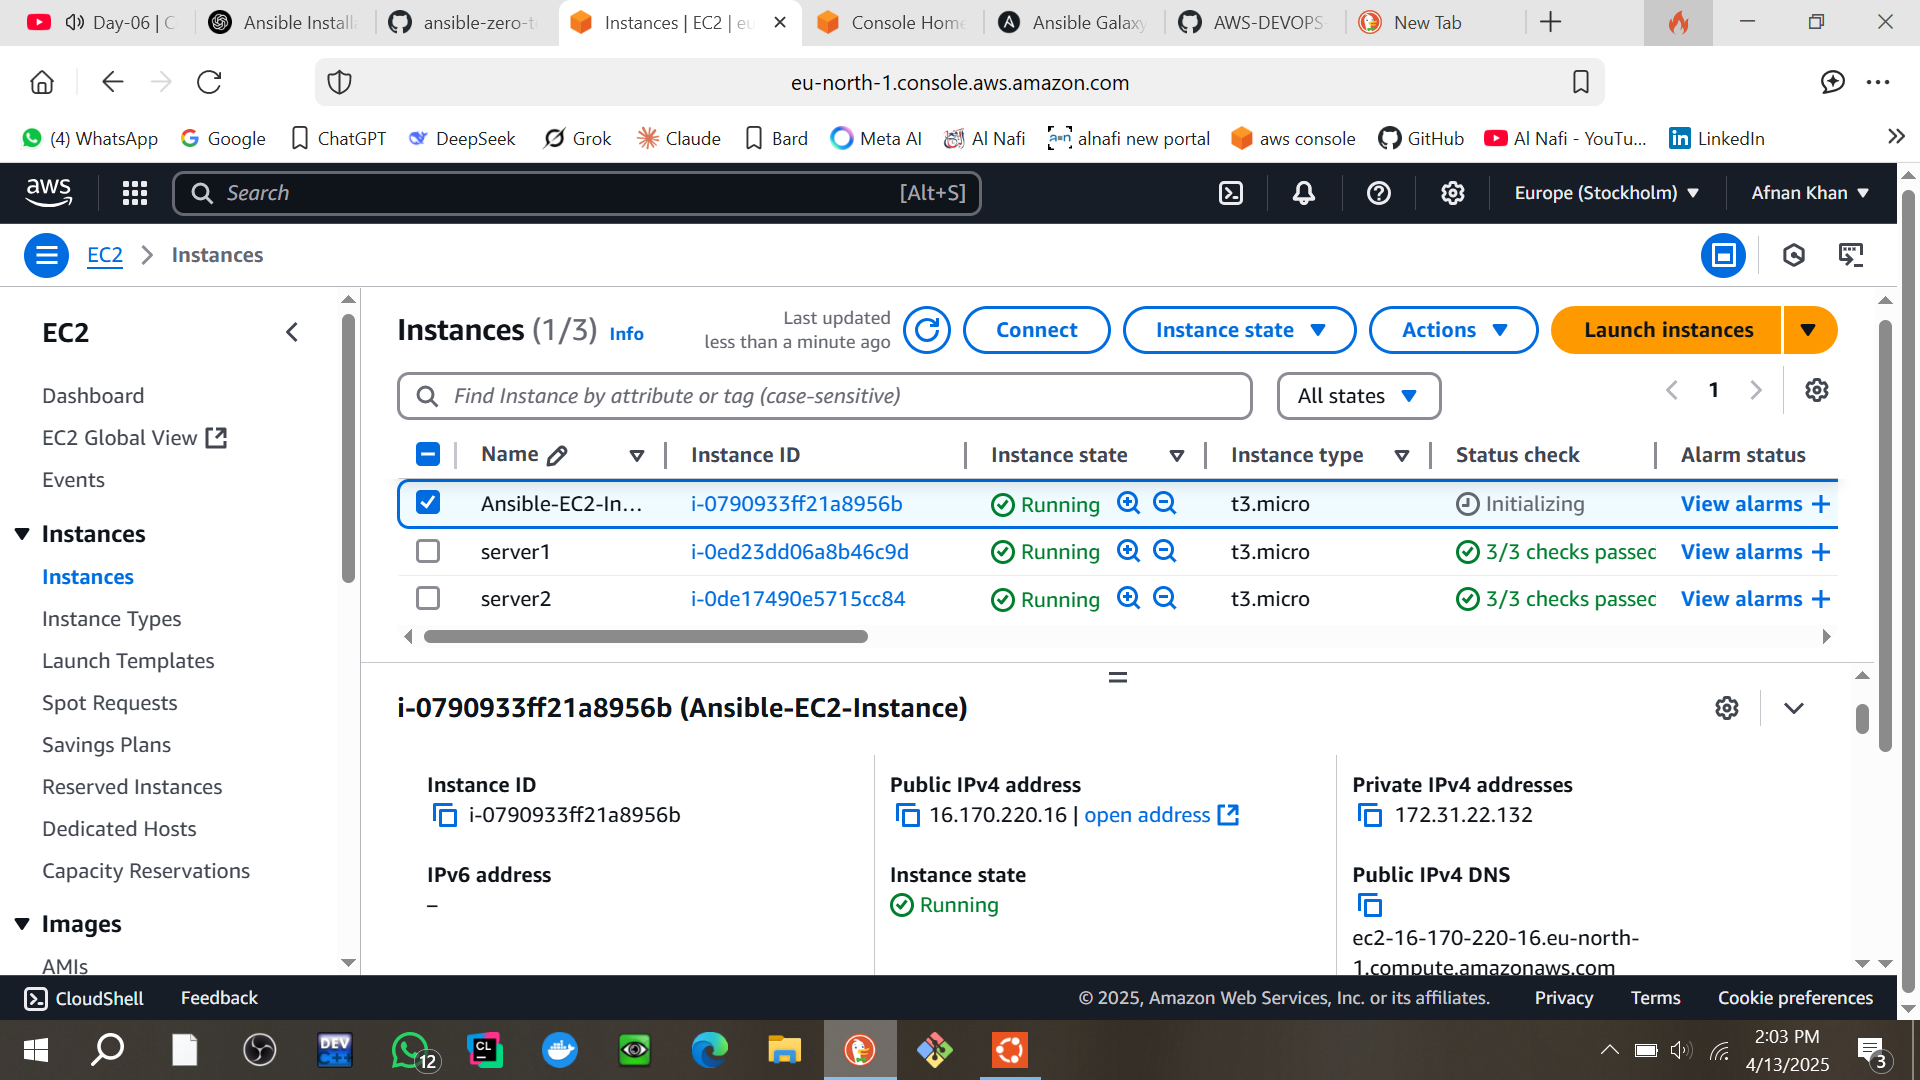 Day-06 | C
Ansible Installa
ansible-zero-t
Instances | EC2 | eu
Console Home
Ansible Galaxy
AWS-DEVOPS-
New Tab
eu-north-1.console.aws.amazon.com
(4) WhatsApp
Google
ChatGPT
DeepSeek
Grok
Claude
Bard
Meta AI
Al Nafi
alnafi new portal
aws console
GitHub
Al Nafi - YouTu...
LinkedIn
aws
Search
[Alt+S]
Europe (Stockholm)
Afnan Khan
EC2
Instances
EC2
Dashboard
EC2 Global View
Events
Instances
Instances
Instance Types
Launch Templates
Spot Requests
Savings Plans
Reserved Instances
Dedicated Hosts
Capacity Reservations
Images
AMIs
Instances (1/3) Info
Last updated
less than a minute ago
Connect
Instance state
Actions
Launch instances
Find Instance by attribute or tag (case-sensitive)
All states
1
Name
Instance ID
Instance state
Instance type
Status check
Alarm status
Ansible-EC2-In... i-0790933ff21a8956b Running t3.micro Initializing View alarms +
server1 i-0ed23dd06a8b46c9d Running t3.micro 3/3 checks passed View alarms +
server2 i-0de17490e5715cc84 Running t3.micro 3/3 checks passed View alarms +
i-0790933ff21a8956b (Ansible-EC2-Instance)
Instance ID
i-0790933ff21a8956b
Public IPv4 address
16.170.220.16 | open address
Private IPv4 addresses
172.31.22.132
IPv6 address
–
Instance state
Running
Public IPv4 DNS
ec2-16-170-220-16.eu-north-
1.compute.amazonaws.com
CloudShell
Feedback
© 2025, Amazon Web Services, Inc. or its affiliates.
Privacy
Terms
Cookie preferences
DEV
C++
12
CL
2:03 PM
4/13/2025
3